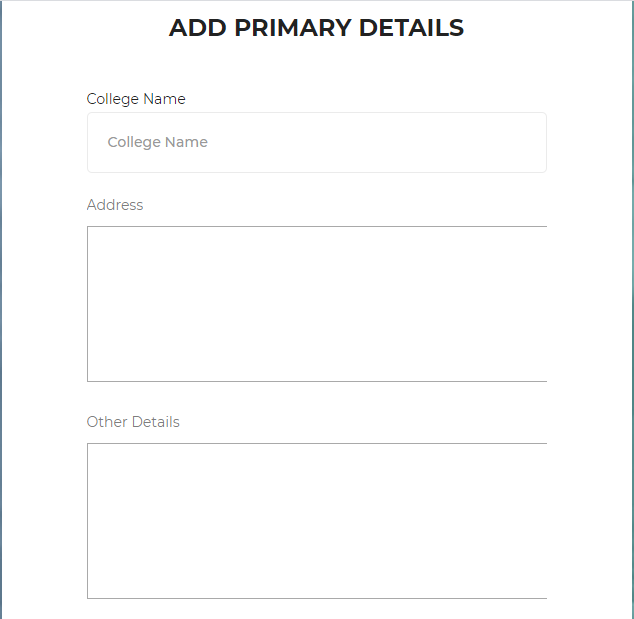 ADD PRIMARY DETAILS
College Name
College Name
Address
Other Details